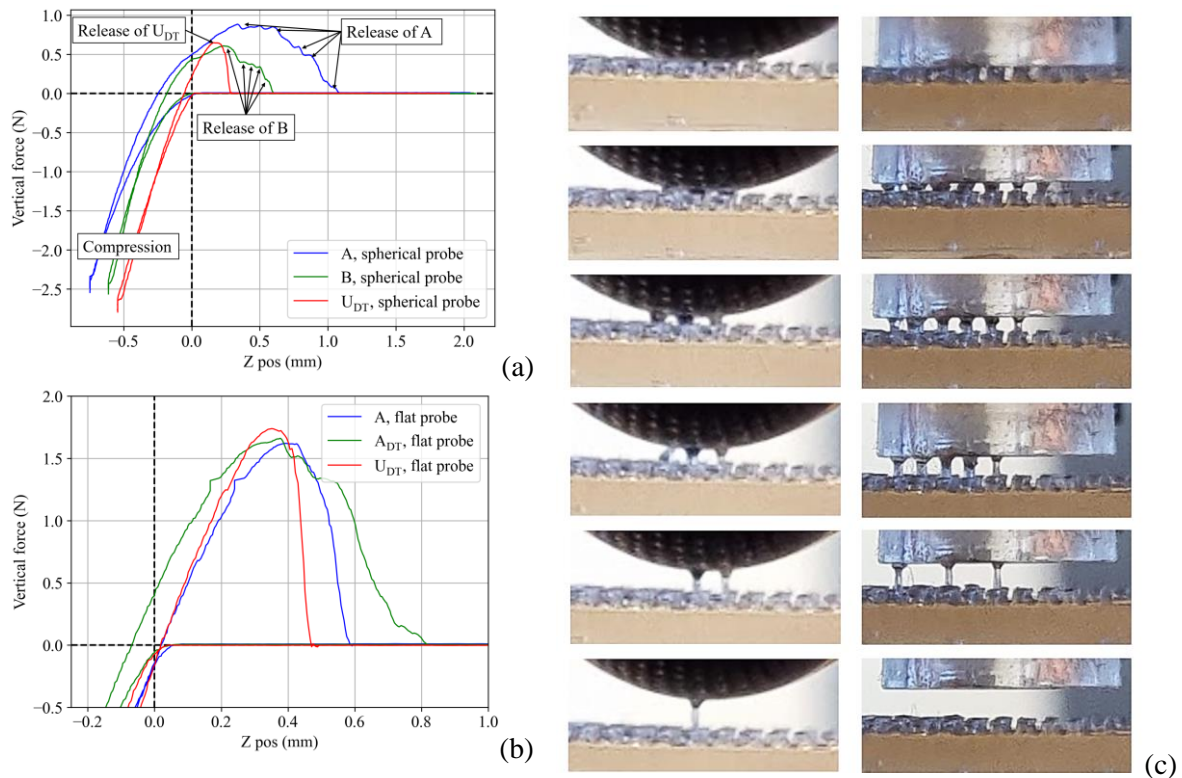 1.0
0.5
0.0
−0.5
−1.0
−1.5
−2.0
−2.5
Vertical force (N)
Release of U_DT
Release of A
Release of B
Compression
A, spherical probe
B, spherical probe
U_DT, spherical probe
−0.5 0.0 0.5 1.0 1.5 2.0
Z pos (mm)
(a)
2.0
1.5
1.0
0.5
0.0
−0.5
Vertical force (N)
A, flat probe
A_DT, flat probe
U_DT, flat probe
−0.2 0.0 0.2 0.4 0.6 0.8 1.0
Z pos (mm)
(b)
(c)